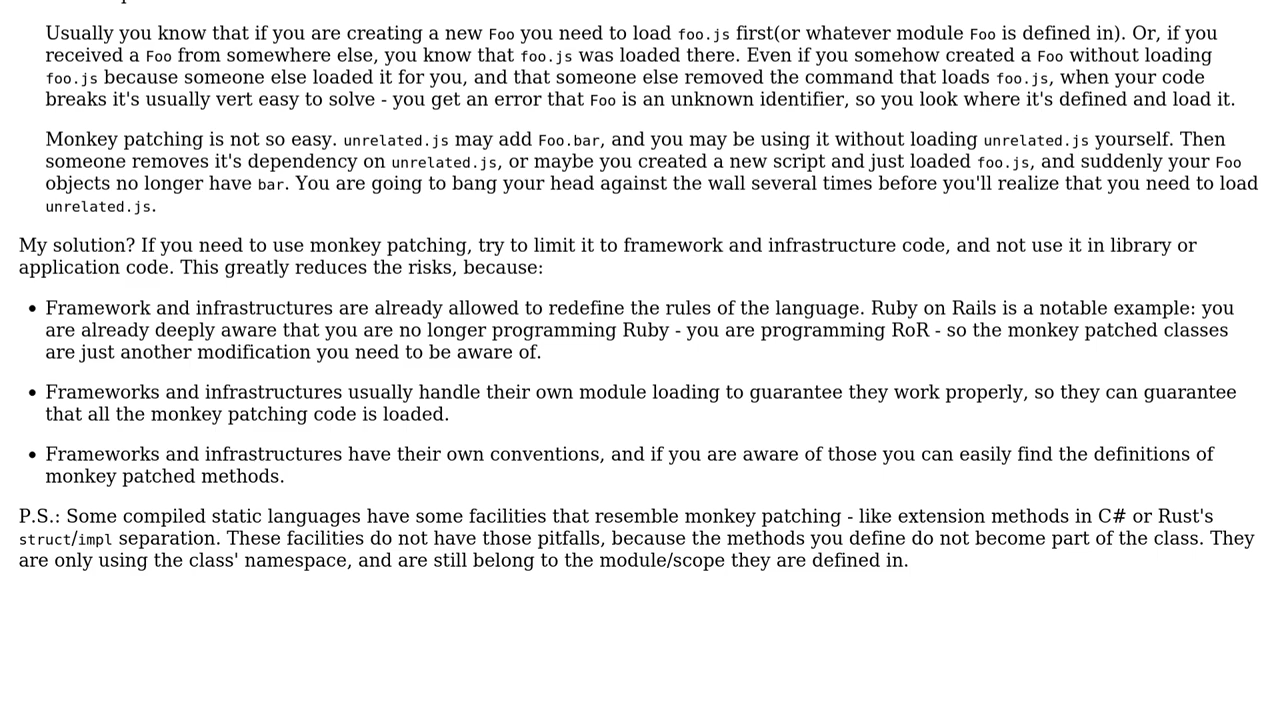 Usually you know that if you are creating a new Foo you need to load foo.js first(or whatever module Foo is defined in). Or, if you
received a Foo from somewhere else, you know that foo.js was loaded there. Even if you somehow created a Foo without loading
foo.js because someone else loaded it for you, and that someone else removed the command that loads foo.js, when your code
breaks it's usually vert easy to solve - you get an error that Foo is an unknown identifier, so you look where it's defined and load it.
Monkey patching is not so easy. unrelated.js may add Foo.bar, and you may be using it without loading unrelated.js yourself. Then
someone removes it's dependency on unrelated.js, or maybe you created a new script and just loaded foo.js, and suddenly your Foo
objects no longer have bar. You are going to bang your head against the wall several times before you'll realize that you need to load
unrelated.js.
My solution? If you need to use monkey patching, try to limit it to framework and infrastructure code, and not use it in library or
application code. This greatly reduces the risks, because:
• Framework and infrastructures are already allowed to redefine the rules of the language. Ruby on Rails is a notable example: you
are already deeply aware that you are no longer programming Ruby - you are programming RoR - so the monkey patched classes
are just another modification you need to be aware of.
• Frameworks and infrastructures usually handle their own module loading to guarantee they work properly, so they can guarantee
that all the monkey patching code is loaded.
• Frameworks and infrastructures have their own conventions, and if you are aware of those you can easily find the definitions of
monkey patched methods.
P.S.: Some compiled static languages have some facilities that resemble monkey patching - like extension methods in C# or Rust's
struct/impl separation. These facilities do not have those pitfalls, because the methods you define do not become part of the class. They
are only using the class' namespace, and are still belong to the module/scope they are defined in.